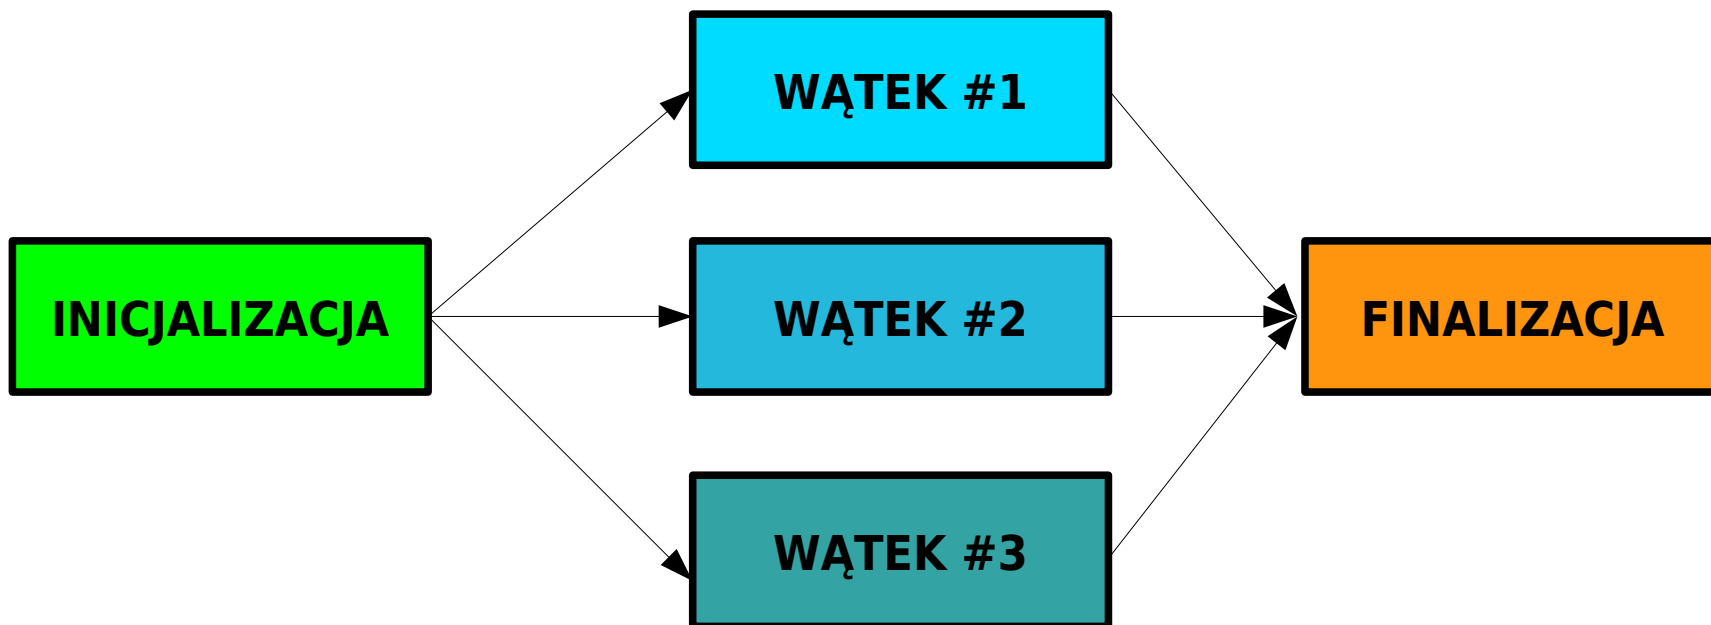 WĄTEK #1
INICJALIZACJA
WĄTEK #2
FINALIZACJA
WĄTEK #3